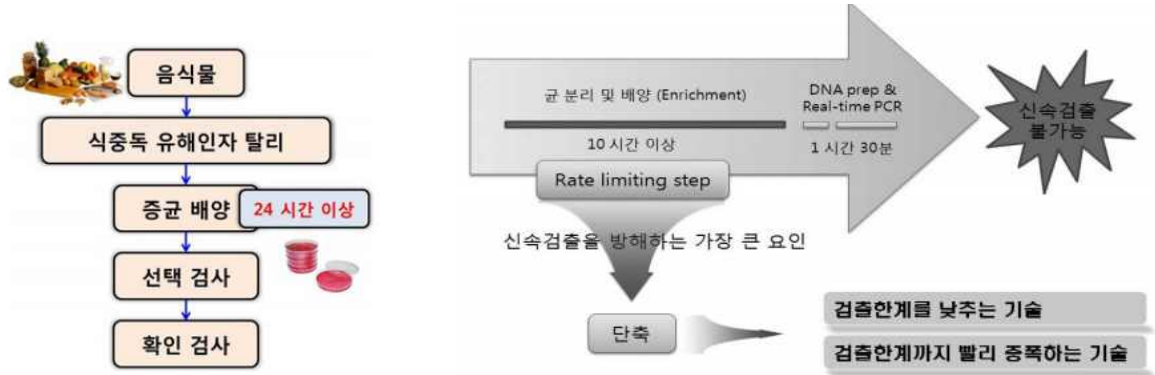 음식물
식중독 유해인자 탈리
증균 배양
24 시간 이상
선택 검사
확인 검사
균 분리 및 배양 (Enrichment)
10 시간 이상
DNA prep &
Real-time PCR
1 시간 30분
신속검출
불가능
Rate limiting step
신속검출을 방해하는 가장 큰 요인
단축
검출한계를 낮추는 기술
검출한계까지 빨리 증폭하는 기술